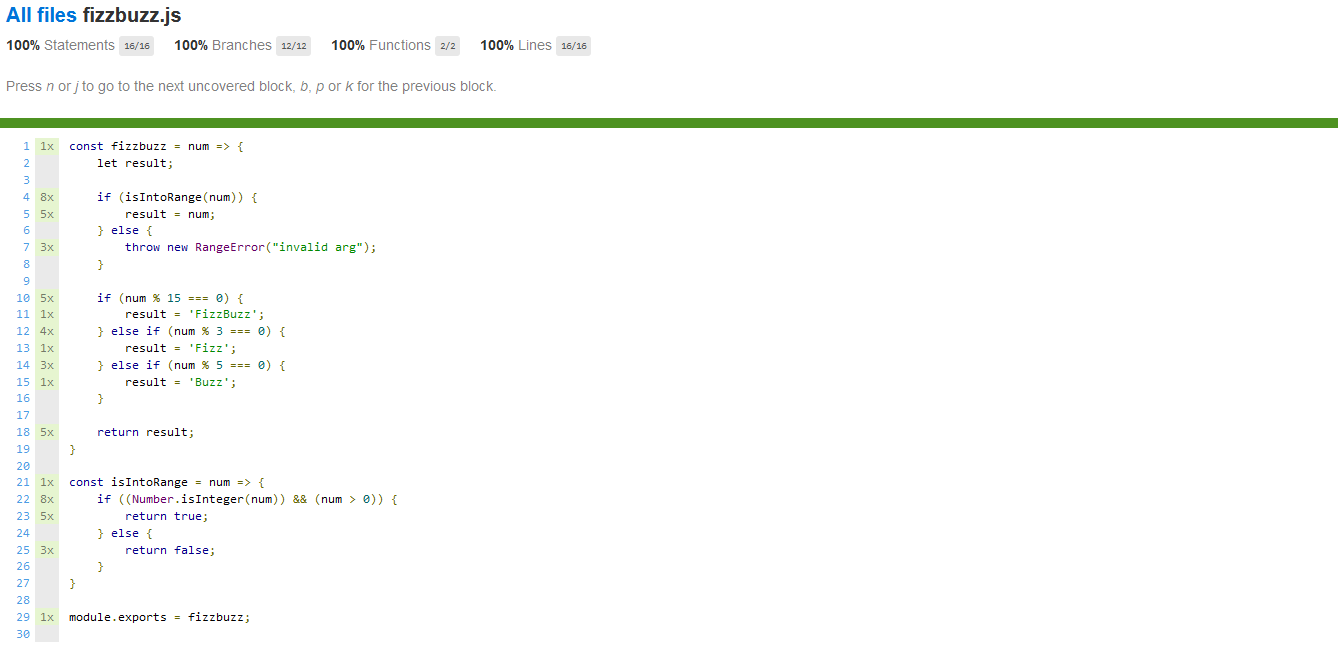 All files fizzbuzz.js
100% Statements 16/16 100% Branches 12/12 100% Functions 2/2 100% Lines 16/16
Press n or j to go to the next uncovered block, b, p or k for the previous block.
1 1x const fizzbuzz = num => {
2 let result;
3
4 8x if (isIntoRange(num)) {
5 5x result = num;
6 } else {
7 3x throw new RangeError("invalid arg");
8 }
9
10 5x if (num % 15 === 0) {
11 1x result = 'FizzBuzz';
12 4x } else if (num % 3 === 0) {
13 1x result = 'Fizz';
14 3x } else if (num % 5 === 0) {
15 1x result = 'Buzz';
16 }
17
18 5x return result;
19 }
20
21 1x const isIntoRange = num => {
22 8x if ((Number.isInteger(num)) && (num > 0)) {
23 5x return true;
24 } else {
25 3x return false;
26 }
27 }
28
29 1x module.exports = fizzbuzz;
30